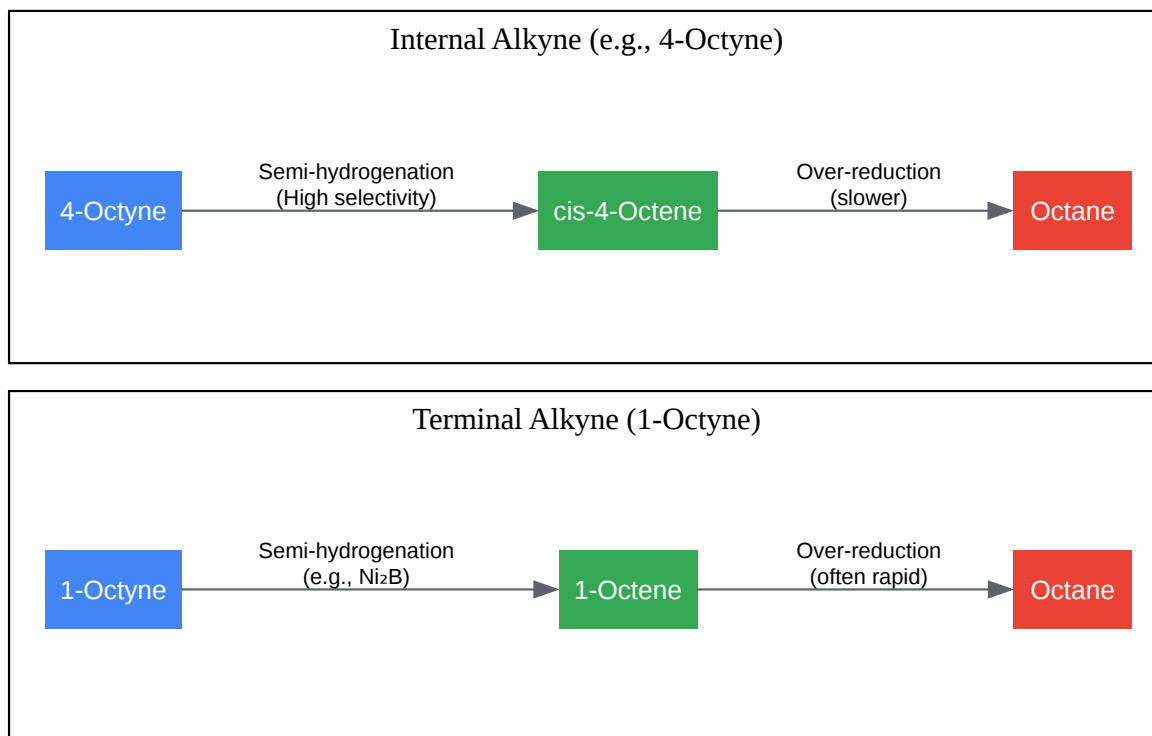 Internal Alkyne (e.g., 4-Octyne)
Semi-hydrogenation
(High selectivity)
Over-reduction
(slower)
4-Octyne
cis-4-Octene
Octane
Terminal Alkyne (1-Octyne)
Semi-hydrogenation
(e.g., Ni₂B)
Over-reduction
(often rapid)
1-Octyne
1-Octene
Octane